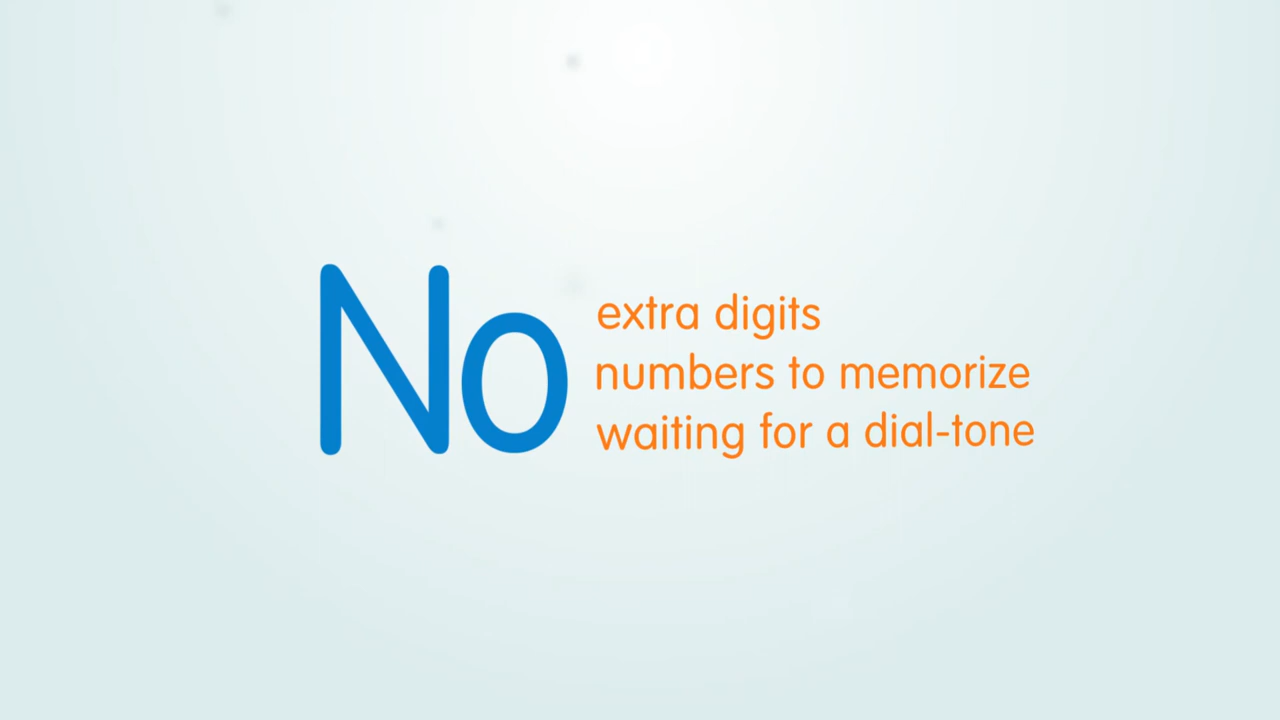 No
extra digits
numbers to memorize
waiting for a dial-tone